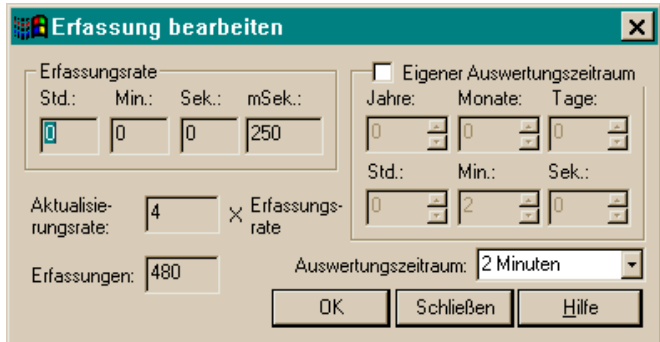 Erfassung bearbeiten
Erfassungsrate
Std.: Min.: Sek.: mSek.:
0 0 0 250
Eigener Auswertungszeitraum
Jahre: Monate: Tage:
0 0 0
Std.: Min.: Sek.:
0 2 0
Aktualisie-
rungsrate:
4
X
Erfassungs-
rate
Erfassungen: 480
Auswertungszeitraum: 2 Minuten
OK Schließen Hilfe